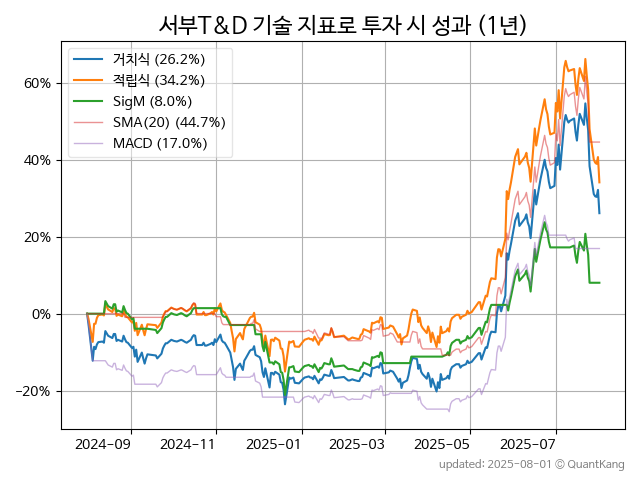 서부T&D 기술 지표로 투자 시 성과 (1년)
거치식 (26.2%)
적립식 (34.2%)
SigM (8.0%)
SMA(20) (44.7%)
MACD (17.0%)
60%
40%
20%
0%
−20%
2024-09
2024-11
2025-01
2025-03
2025-05
2025-07
updated: 2025-08-01 © QuantKang